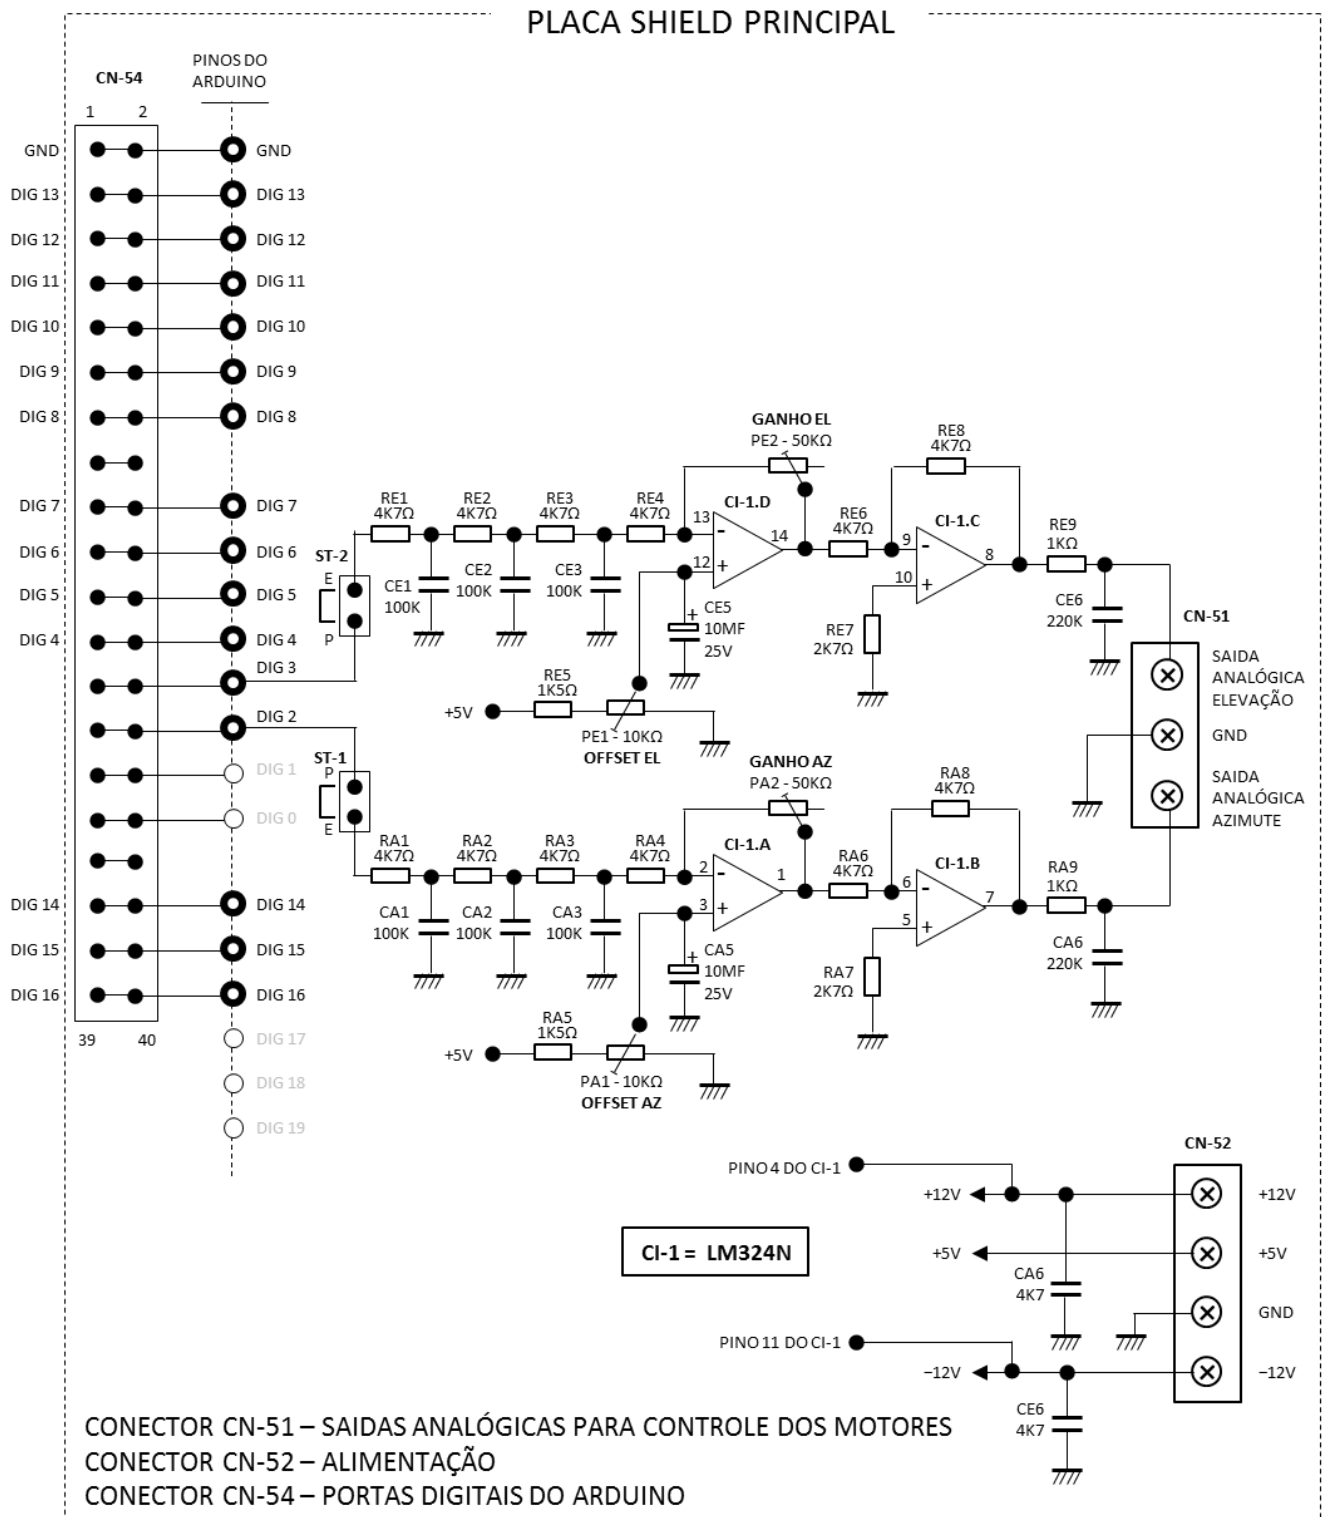 PLACA SHIELD PRINCIPAL
PINOS DO
ARDUINO
CN-54
1 2
GND GND
DIG 13 DIG 13
DIG 12 DIG 12
DIG 11 DIG 11
DIG 10 DIG 10
DIG 9 DIG 9
DIG 8 DIG 8
DIG 7 DIG 7
DIG 6 DIG 6
DIG 5 DIG 5
DIG 4 DIG 4
DIG 3
DIG 2
DIG 1
DIG 0
DIG 14 DIG 14
DIG 15 DIG 15
DIG 16 DIG 16
39 40
DIG 17
DIG 18
DIG 19
ST-2
E
P
ST-1
P
E
RE1
4K7Ω
RE2
4K7Ω
RE3
4K7Ω
RE4
4K7Ω
CE1
100K
CE2
100K
CE3
100K
GANHO EL
PE2 - 50KΩ
CI-1.D
13
-
12
+
14
CE5
+
10MF
25V
RE5
1K5Ω
+5V
PE1 - 10KΩ
OFFSET EL
RE6
4K7Ω
RE8
4K7Ω
CI-1.C
9
-
10
+
8
RE7
2K7Ω
RE9
1KΩ
CE6
220K
CN-51
SAIDA
ANALÓGICA
ELEVAÇÃO
GND
SAIDA
ANALÓGICA
AZIMUTE
RA1
4K7Ω
RA2
4K7Ω
RA3
4K7Ω
RA4
4K7Ω
CA1
100K
CA2
100K
CA3
100K
GANHO AZ
PA2 - 50KΩ
CI-1.A
2
-
3
+
1
CA5
+
10MF
25V
RA5
1K5Ω
+5V
PA1 - 10KΩ
OFFSET AZ
RA6
4K7Ω
RA8
4K7Ω
CI-1.B
6
-
5
+
7
RA7
2K7Ω
RA9
1KΩ
CA6
220K
CN-52
PINO 4 DO CI-1
+12V +12V
+5V +5V
CA6
4K7
GND
PINO 11 DO CI-1
−12V −12V
CE6
4K7
CI-1 = LM324N
CONECTOR CN-51 – SAIDAS ANALÓGICAS PARA CONTROLE DOS MOTORES
CONECTOR CN-52 – ALIMENTAÇÃO
CONECTOR CN-54 – PORTAS DIGITAIS DO ARDUINO